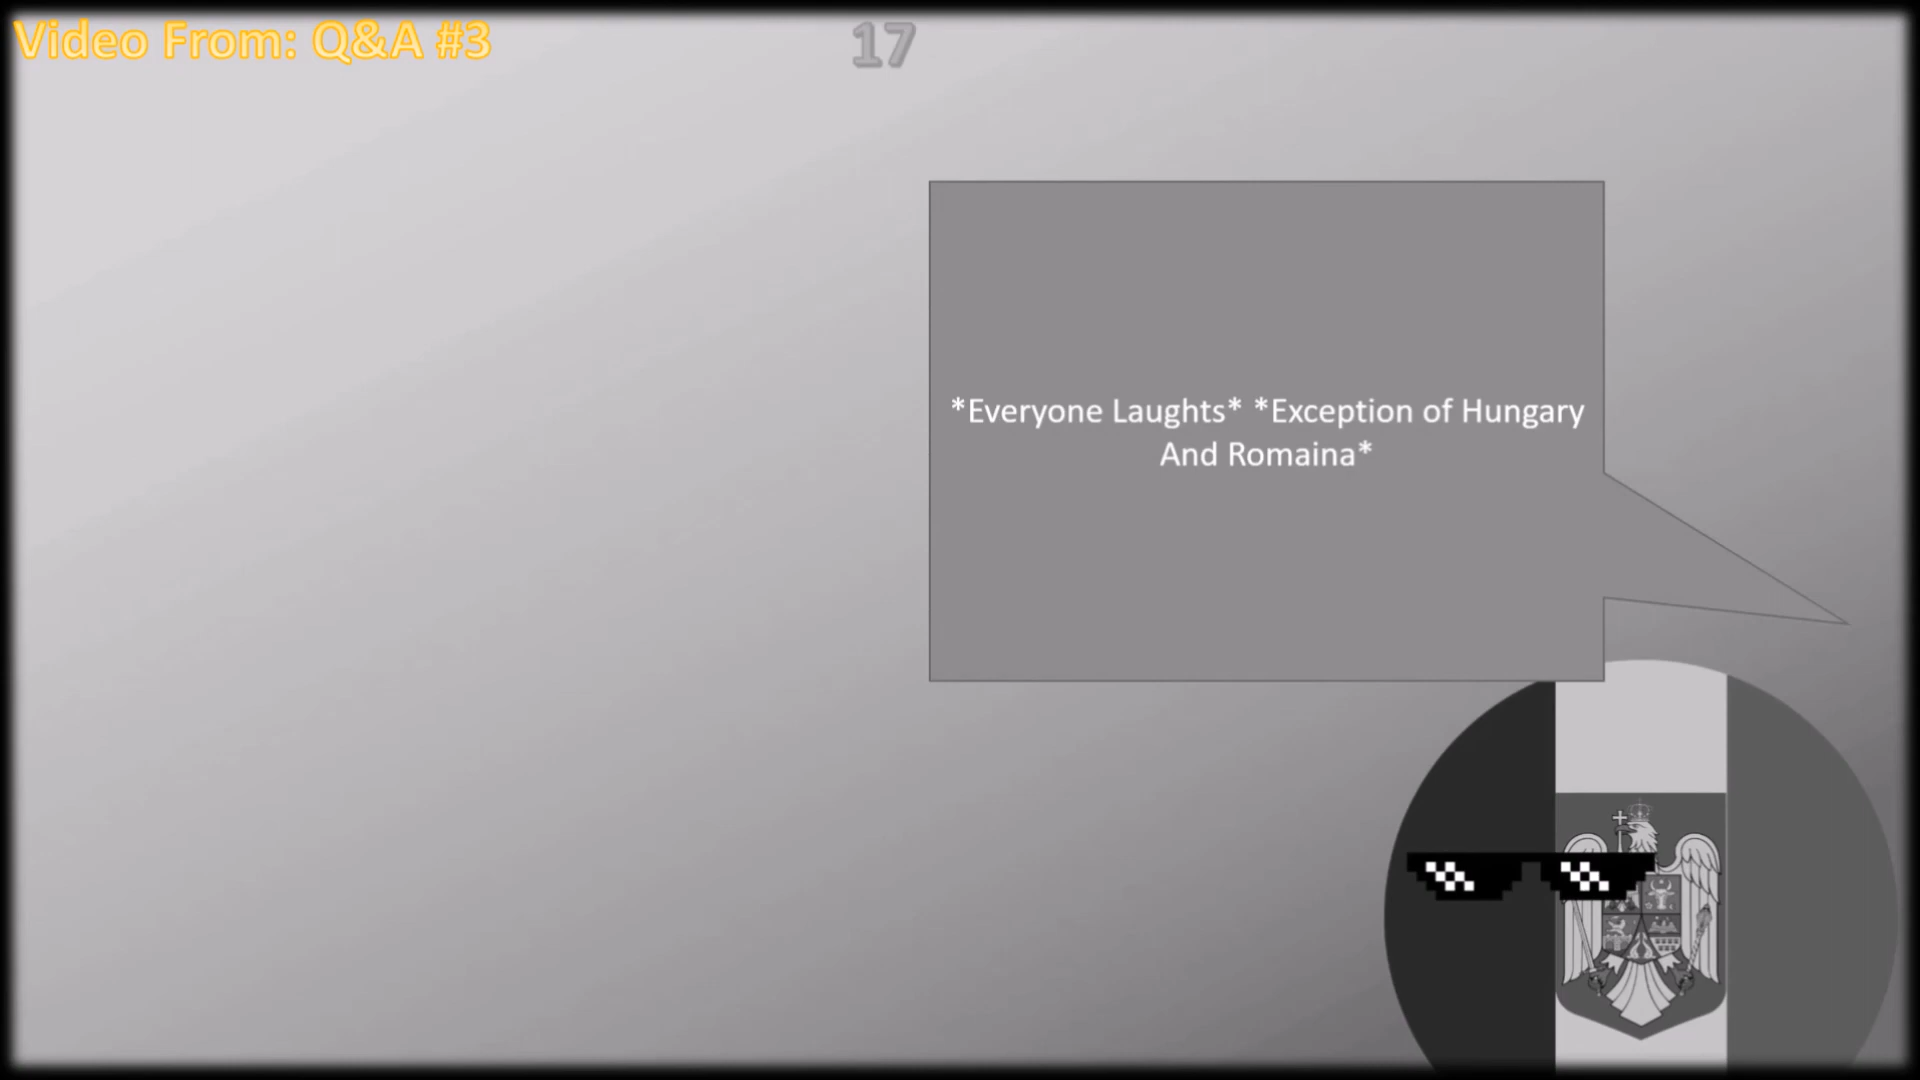 Video From: Q&A #3
17
*Everyone Laughts* *Exception of Hungary
And Romaina*